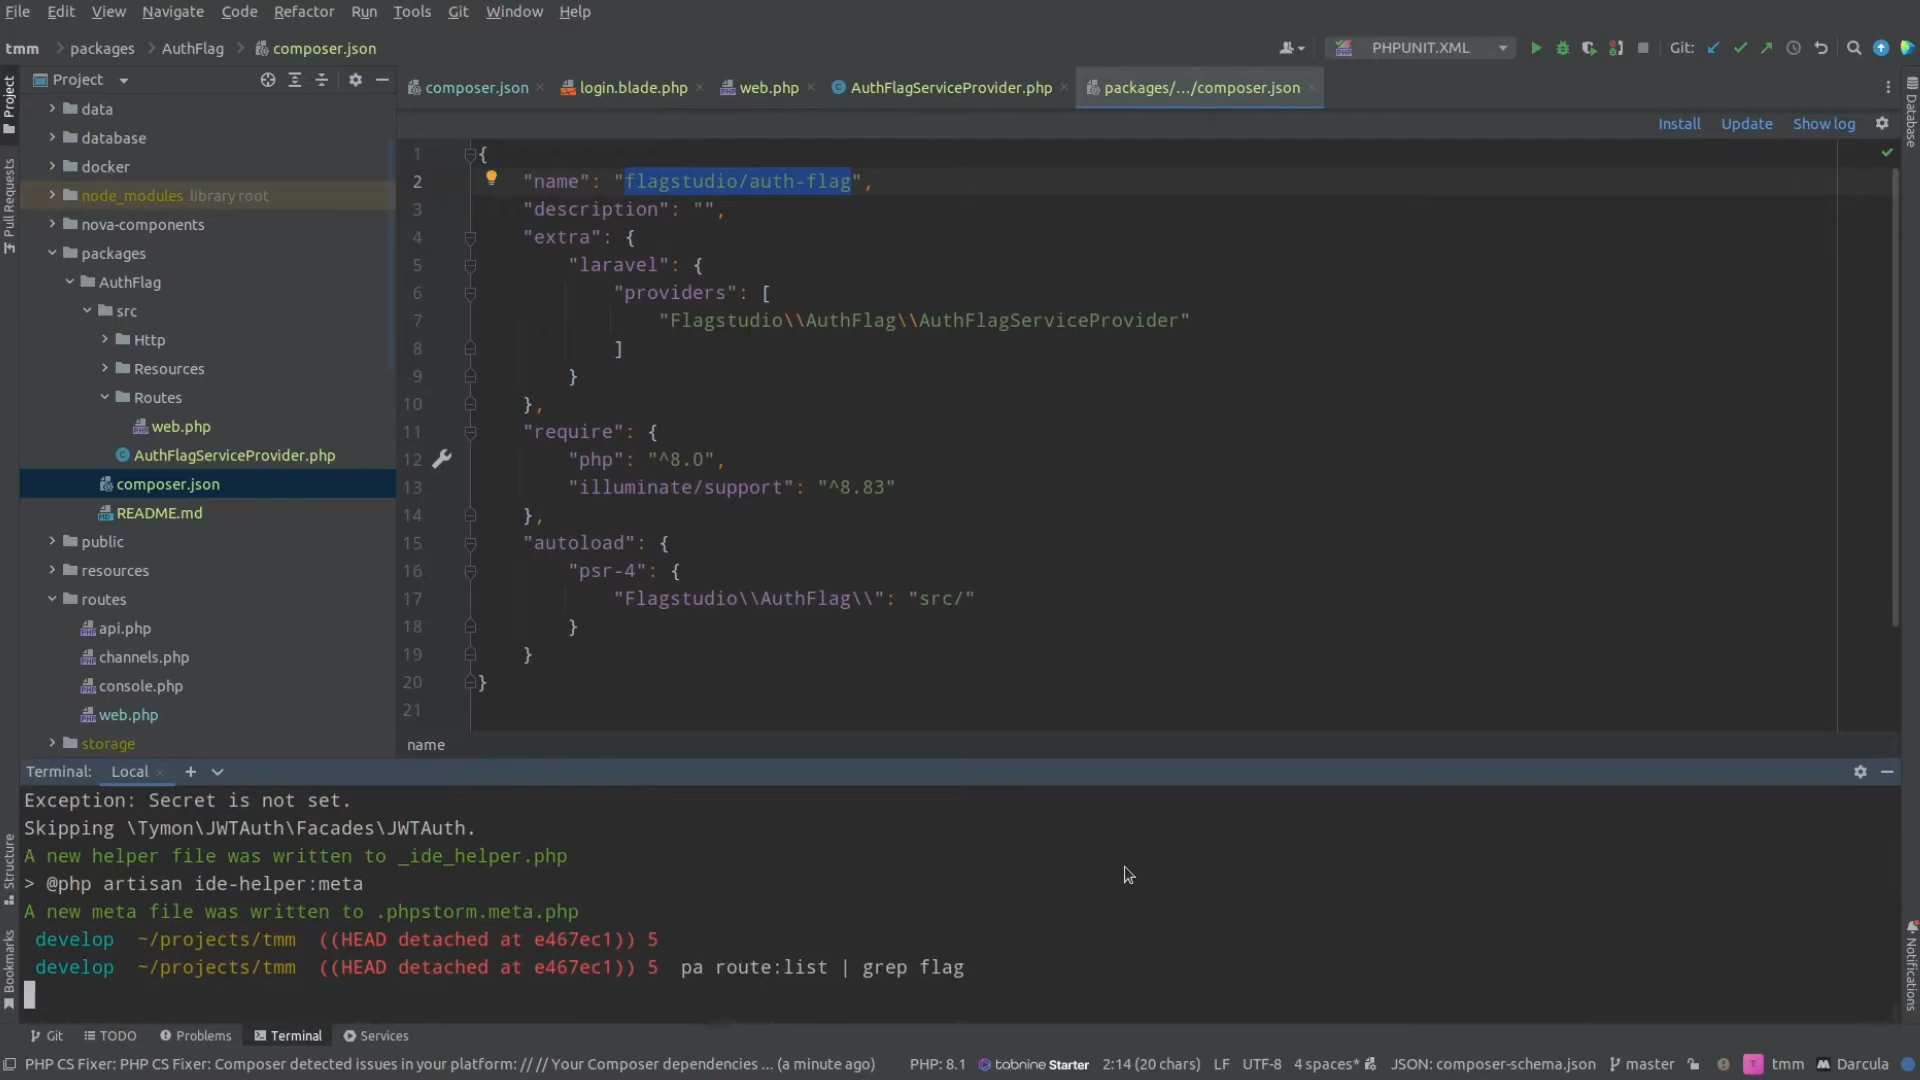 File Edit View Navigate Code Refactor Run Tools Git Window Help
tmm packages AuthFlag composer.json PHPUNIT.XML Git:
Project
composer.json login.blade.php web.php AuthFlagServiceProvider.php packages/.../composer.json
Install Update Show log
data
database
docker
node_modules library root
nova-components
packages
AuthFlag
src
Http
Resources
Routes
web.php
AuthFlagServiceProvider.php
composer.json
README.md
public
resources
routes
api.php
channels.php
console.php
web.php
storage
1 {
2 "name": "flagstudio/auth-flag",
3 "description": "",
4 "extra": {
5 "laravel": {
6 "providers": [
7 "Flagstudio\\AuthFlag\\AuthFlagServiceProvider"
8 ]
9 }
10 },
11 "require": {
12 "php": "^8.0",
13 "illuminate/support": "^8.83"
14 },
15 "autoload": {
16 "psr-4": {
17 "Flagstudio\\AuthFlag\\": "src/"
18 }
19 }
20 }
21
name
Terminal: Local
Exception: Secret is not set.
Skipping \Tymon\JWTAuth\Facades\JWTAuth.
A new helper file was written to _ide_helper.php
> @php artisan ide-helper:meta
A new meta file was written to .phpstorm.meta.php
develop ~/projects/tmm ((HEAD detached at e467ec1)) 5
develop ~/projects/tmm ((HEAD detached at e467ec1)) 5 pa route:list | grep flag
Git TODO Problems Terminal Services
PHP CS Fixer: PHP CS Fixer: Composer detected issues in your platform: // // Your Composer dependencies ... (a minute ago) PHP: 8.1 tabnine Starter 2:14 (20 chars) LF UTF-8 4 spaces* JSON: composer-schema.json master tmm Darcula
Project
Pull Requests
Structure
Bookmarks
Database
Notifications